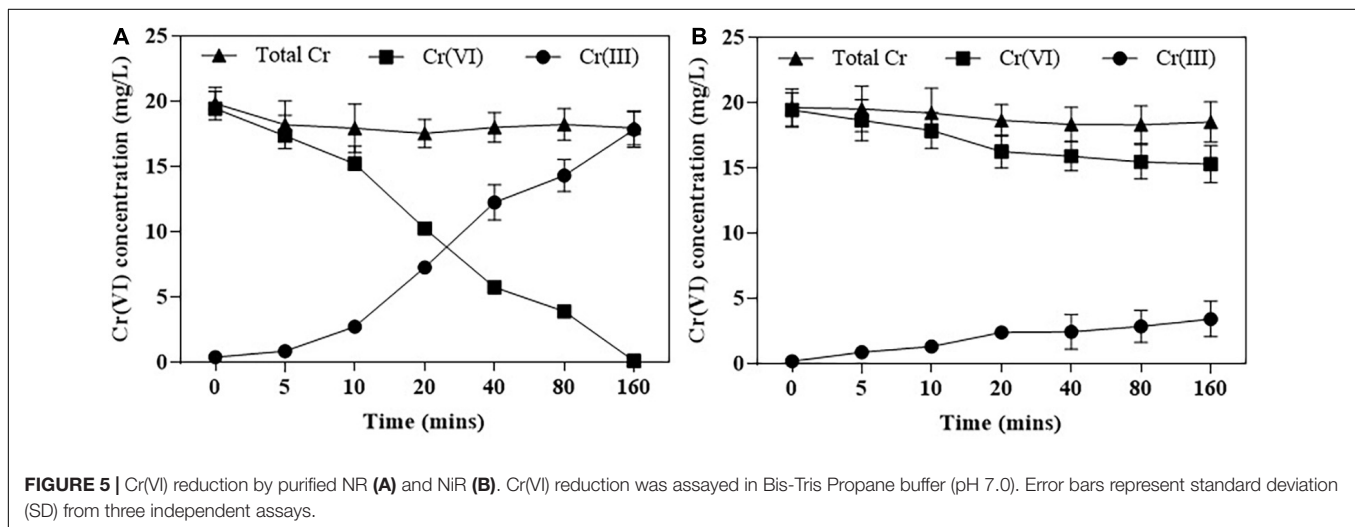 A
Total Cr
Cr(VI)
Cr(III)
Cr(VI) concentration (mg/L)
25
20
15
10
5
0
0 5 10 20 40 80 160
Time (mins)
B
Total Cr
Cr(VI)
Cr(III)
Cr(VI) concentration (mg/L)
25
20
15
10
5
0
0 5 10 20 40 80 160
Time (mins)
FIGURE 5 | Cr(VI) reduction by purified NR (A) and NiR (B). Cr(VI) reduction was assayed in Bis-Tris Propane buffer (pH 7.0). Error bars represent standard deviation
(SD) from three independent assays.